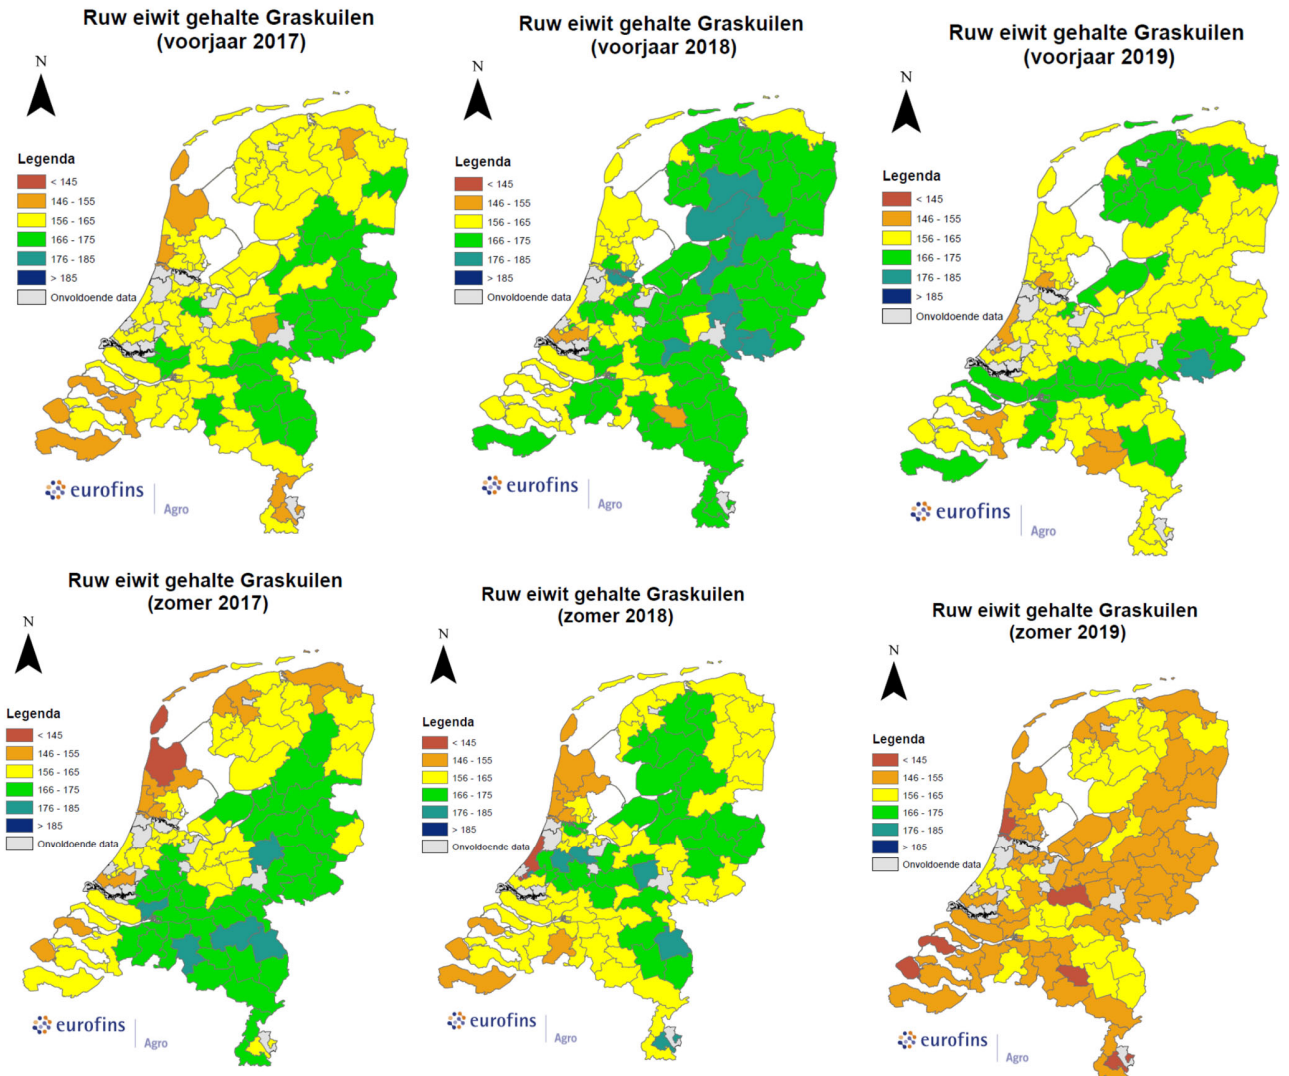 Ruw eiwit gehalte Graskuilen
(voorjaar 2017)
N
Legenda
< 145
146 - 155
156 - 165
166 - 175
176 - 185
> 185
Onvoldoende data
eurofins
Agro
Ruw eiwit gehalte Graskuilen
(voorjaar 2018)
N
Legenda
< 145
146 - 155
156 - 165
166 - 175
176 - 185
> 185
Onvoldoende data
eurofins
Agro
Ruw eiwit gehalte Graskuilen
(voorjaar 2019)
N
Legenda
< 145
146 - 155
156 - 165
166 - 175
176 - 185
> 185
Onvoldoende data
eurofins
Agro
Ruw eiwit gehalte Graskuilen
(zomer 2017)
N
Legenda
< 145
146 - 155
156 - 165
166 - 175
176 - 185
> 185
Onvoldoende data
eurofins
Agro
Ruw eiwit gehalte Graskuilen
(zomer 2018)
N
Legenda
< 145
146 - 155
156 - 165
166 - 175
176 - 185
> 185
Onvoldoende data
eurofins
Agro
Ruw eiwit gehalte Graskuilen
(zomer 2019)
N
Legenda
< 145
146 - 155
156 - 165
166 - 175
176 - 185
> 185
Onvoldoende data
eurofins
Agro